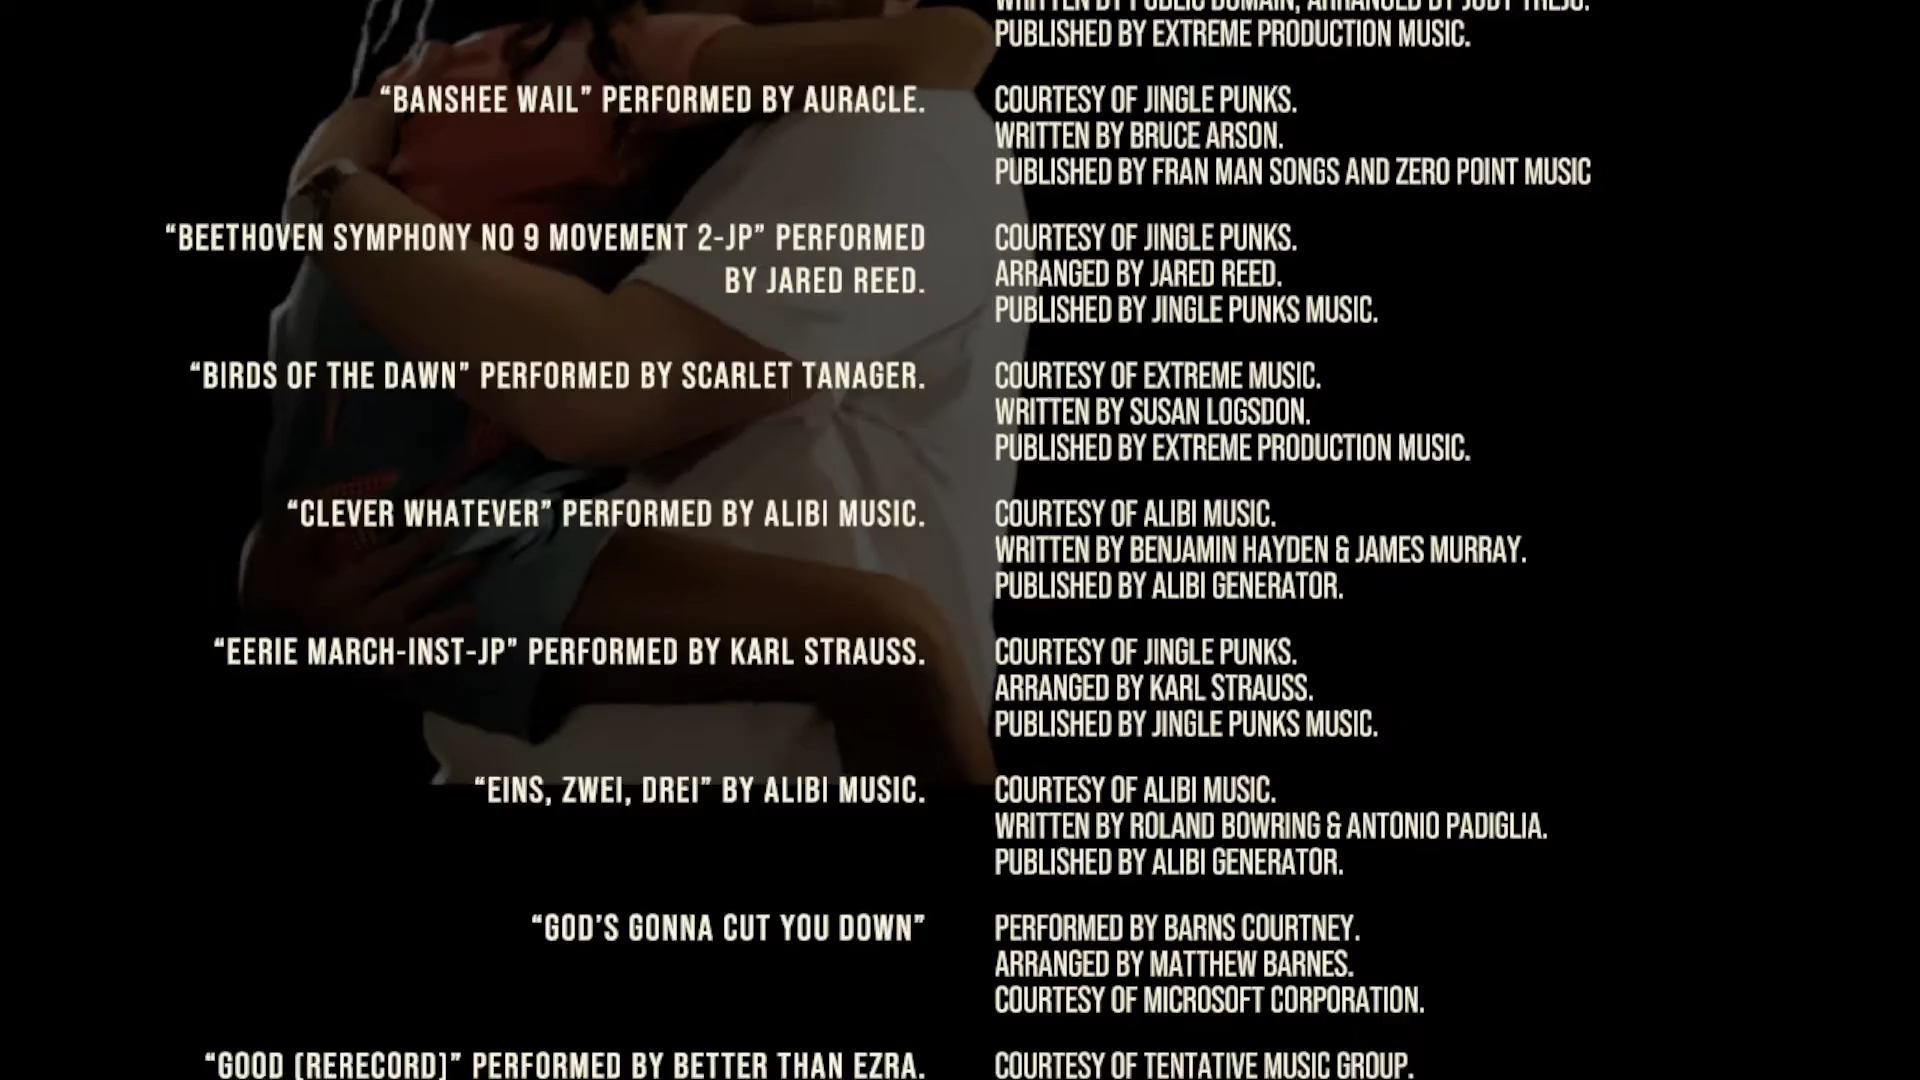 WRITTEN BY PUBLIC DOMAIN, ARRANGED BY JUDY TREJO.
PUBLISHED BY EXTREME PRODUCTION MUSIC.
“BANSHEE WAIL” PERFORMED BY AURACLE.
COURTESY OF JINGLE PUNKS.
WRITTEN BY BRUCE ARSON.
PUBLISHED BY FRAN MAN SONGS AND ZERO POINT MUSIC
“BEETHOVEN SYMPHONY NO 9 MOVEMENT 2-JP” PERFORMED
BY JARED REED.
COURTESY OF JINGLE PUNKS.
ARRANGED BY JARED REED.
PUBLISHED BY JINGLE PUNKS MUSIC.
“BIRDS OF THE DAWN” PERFORMED BY SCARLET TANAGER.
COURTESY OF EXTREME MUSIC.
WRITTEN BY SUSAN LOGSDON.
PUBLISHED BY EXTREME PRODUCTION MUSIC.
“CLEVER WHATEVER” PERFORMED BY ALIBI MUSIC.
COURTESY OF ALIBI MUSIC.
WRITTEN BY BENJAMIN HAYDEN & JAMES MURRAY.
PUBLISHED BY ALIBI GENERATOR.
“EERIE MARCH-INST-JP” PERFORMED BY KARL STRAUSS.
COURTESY OF JINGLE PUNKS.
ARRANGED BY KARL STRAUSS.
PUBLISHED BY JINGLE PUNKS MUSIC.
“EINS, ZWEI, DREI” BY ALIBI MUSIC.
COURTESY OF ALIBI MUSIC.
WRITTEN BY ROLAND BOWRING & ANTONIO PADIGLIA.
PUBLISHED BY ALIBI GENERATOR.
“GOD’S GONNA CUT YOU DOWN”
PERFORMED BY BARNS COURTNEY.
ARRANGED BY MATTHEW BARNES.
COURTESY OF MICROSOFT CORPORATION.
“GOOD (RERECORD)” PERFORMED BY BETTER THAN EZRA.
COURTESY OF TENTATIVE MUSIC GROUP.